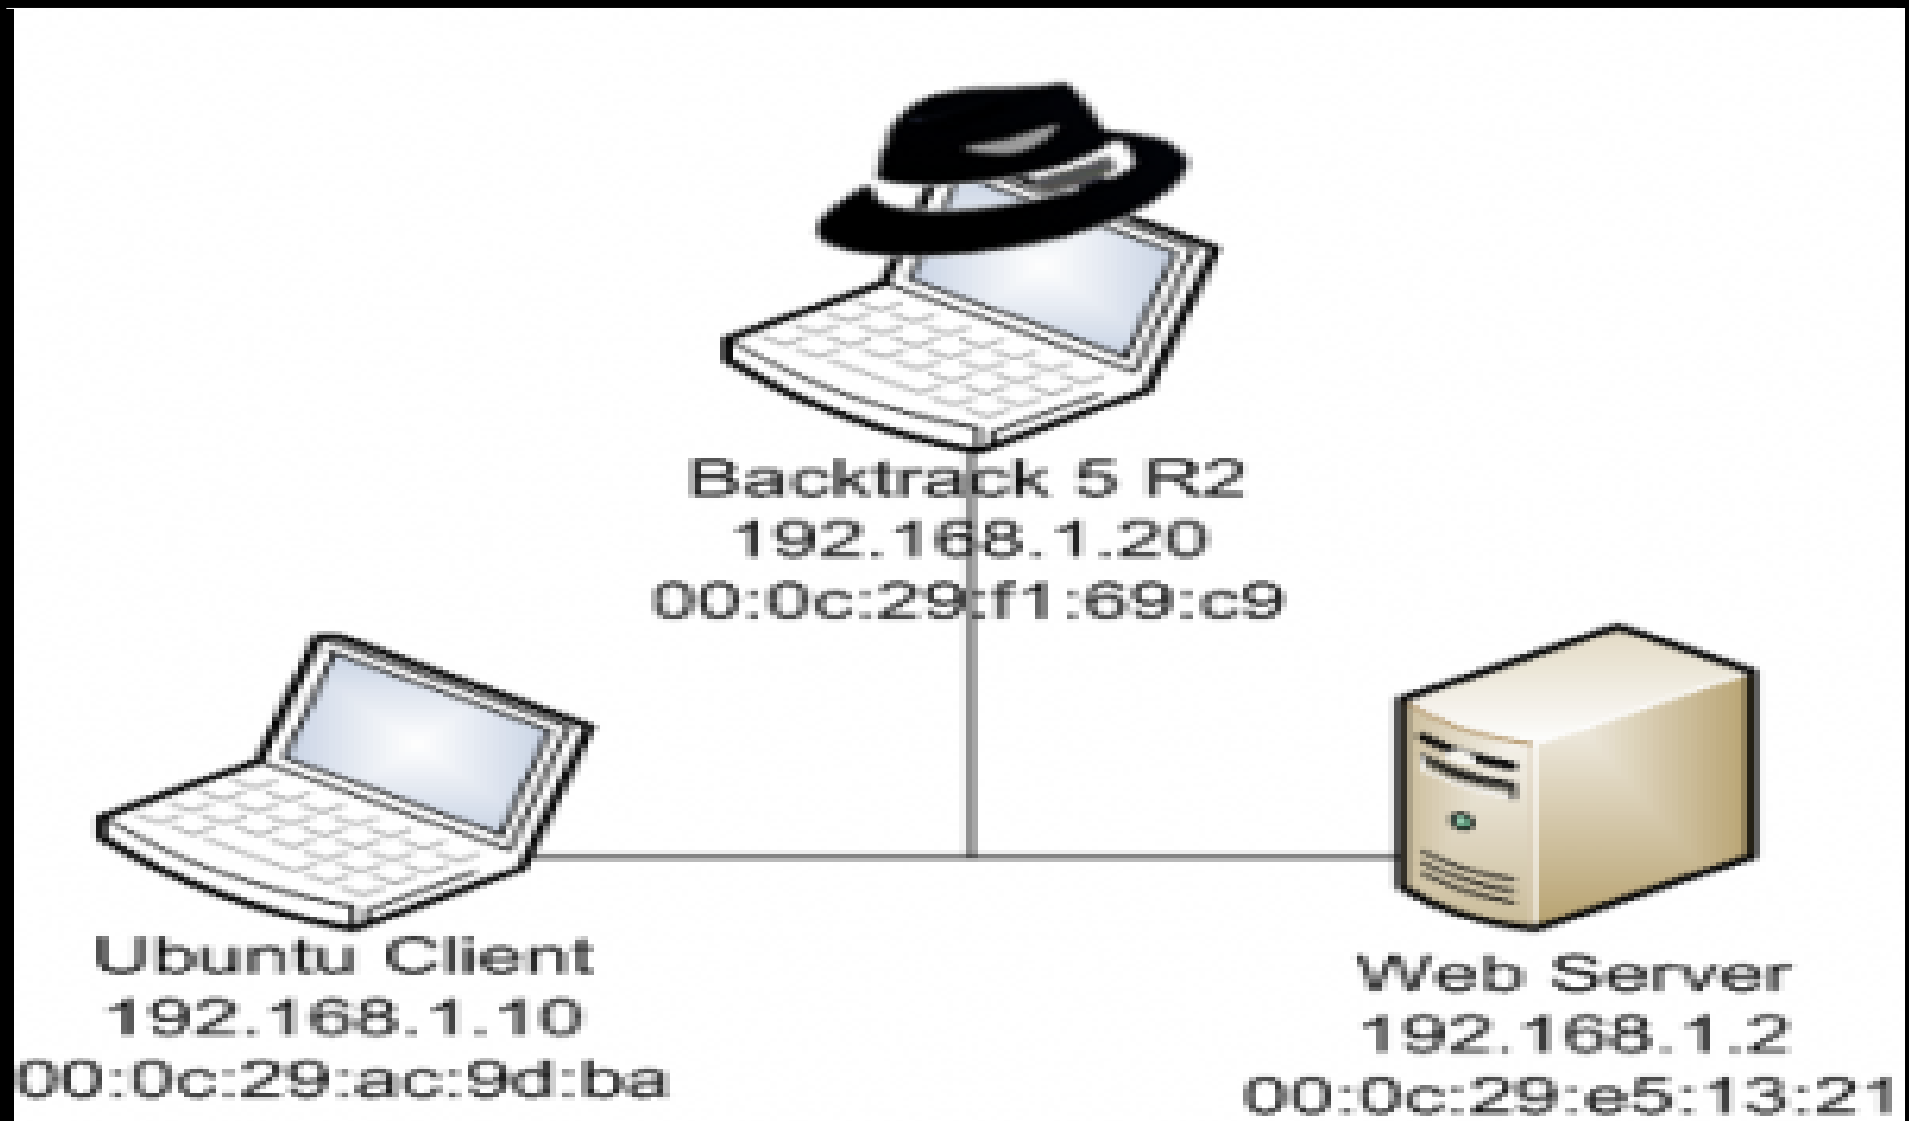 Backtrack 5 R2
192.168.1.20
00:0c:29:f1:69:c9
Ubuntu Client
192.168.1.10
00:0c:29:ac:9d:ba
Web Server
192.168.1.2
00:0c:29:e5:13:21